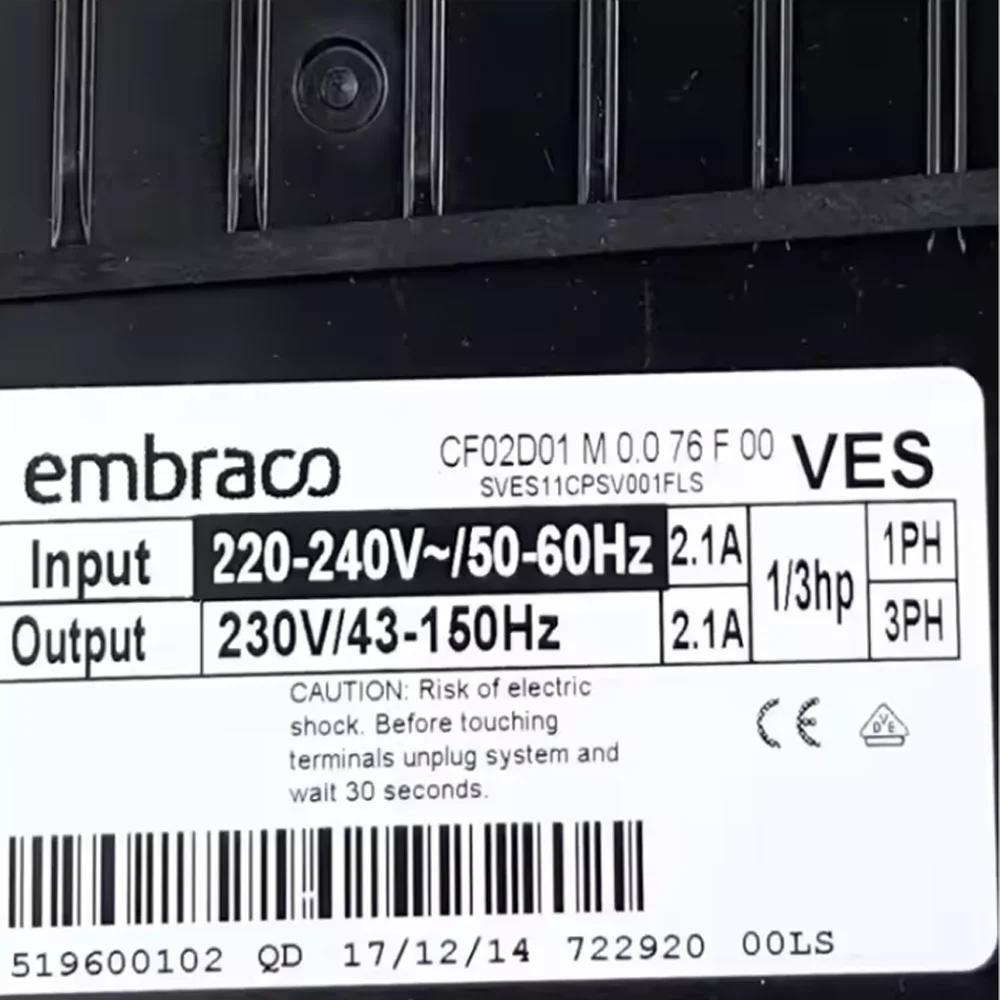 embraco
CF02D01 M 0.0 76 F 00 VES
SVES11CPSV001FLS
Input 220-240V~/50-60Hz 2.1A 1/3hp 1PH
Output 230V/43-150Hz 2.1A 3PH
CAUTION: Risk of electric
shock. Before touching
terminals unplug system and
wait 30 seconds.
CE
DVE
519600102 QD 17/12/14 722920 00LS